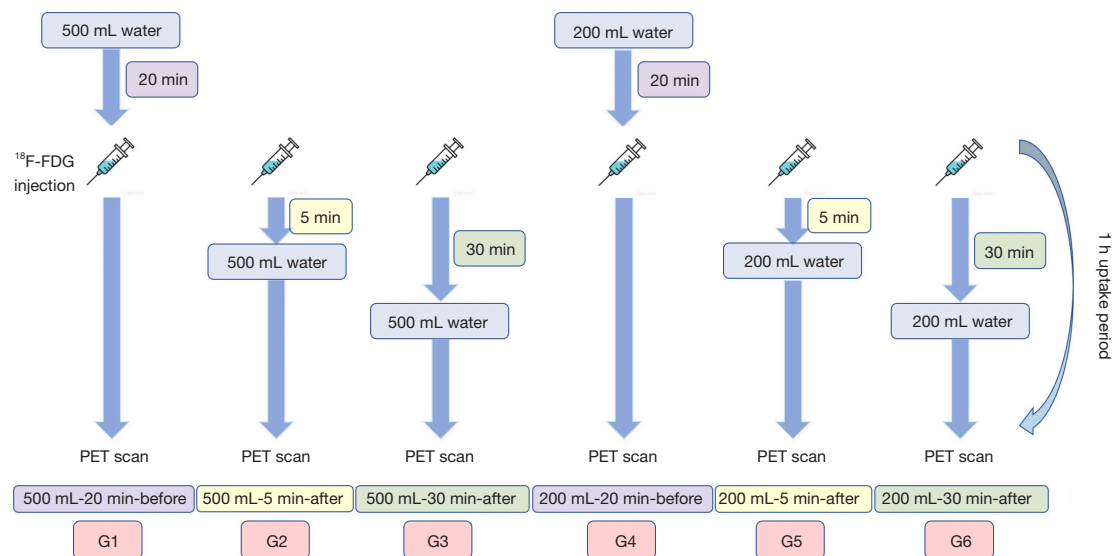 500 mL water
200 mL water
20 min
20 min
¹⁸F-FDG
injection
5 min
5 min
500 mL water
200 mL water
30 min
30 min
500 mL water
200 mL water
1 h uptake period
PET scan
PET scan
PET scan
PET scan
PET scan
PET scan
500 mL-20 min-before
500 mL-5 min-after
500 mL-30 min-after
200 mL-20 min-before
200 mL-5 min-after
200 mL-30 min-after
G1
G2
G3
G4
G5
G6